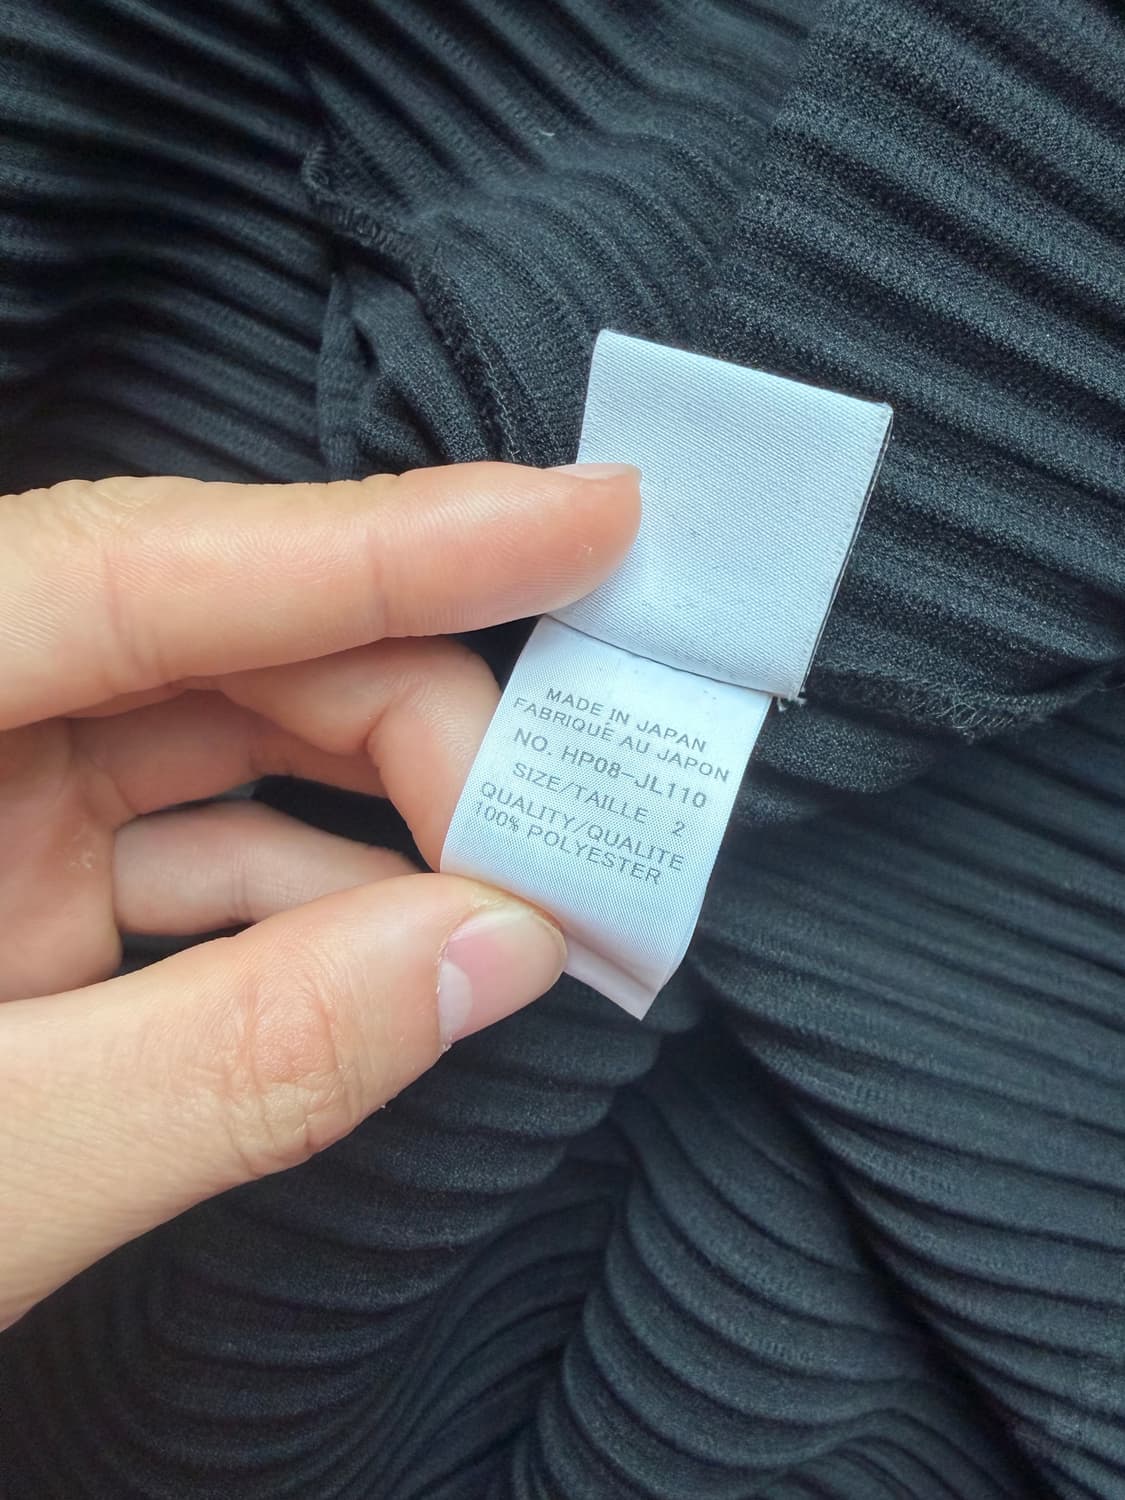 MADE IN JAPAN
FABRIQUÉ AU JAPON
NO. HP08-JL110
SIZE/TAILLE 2
QUALITY/QUALITE
100% POLYESTER